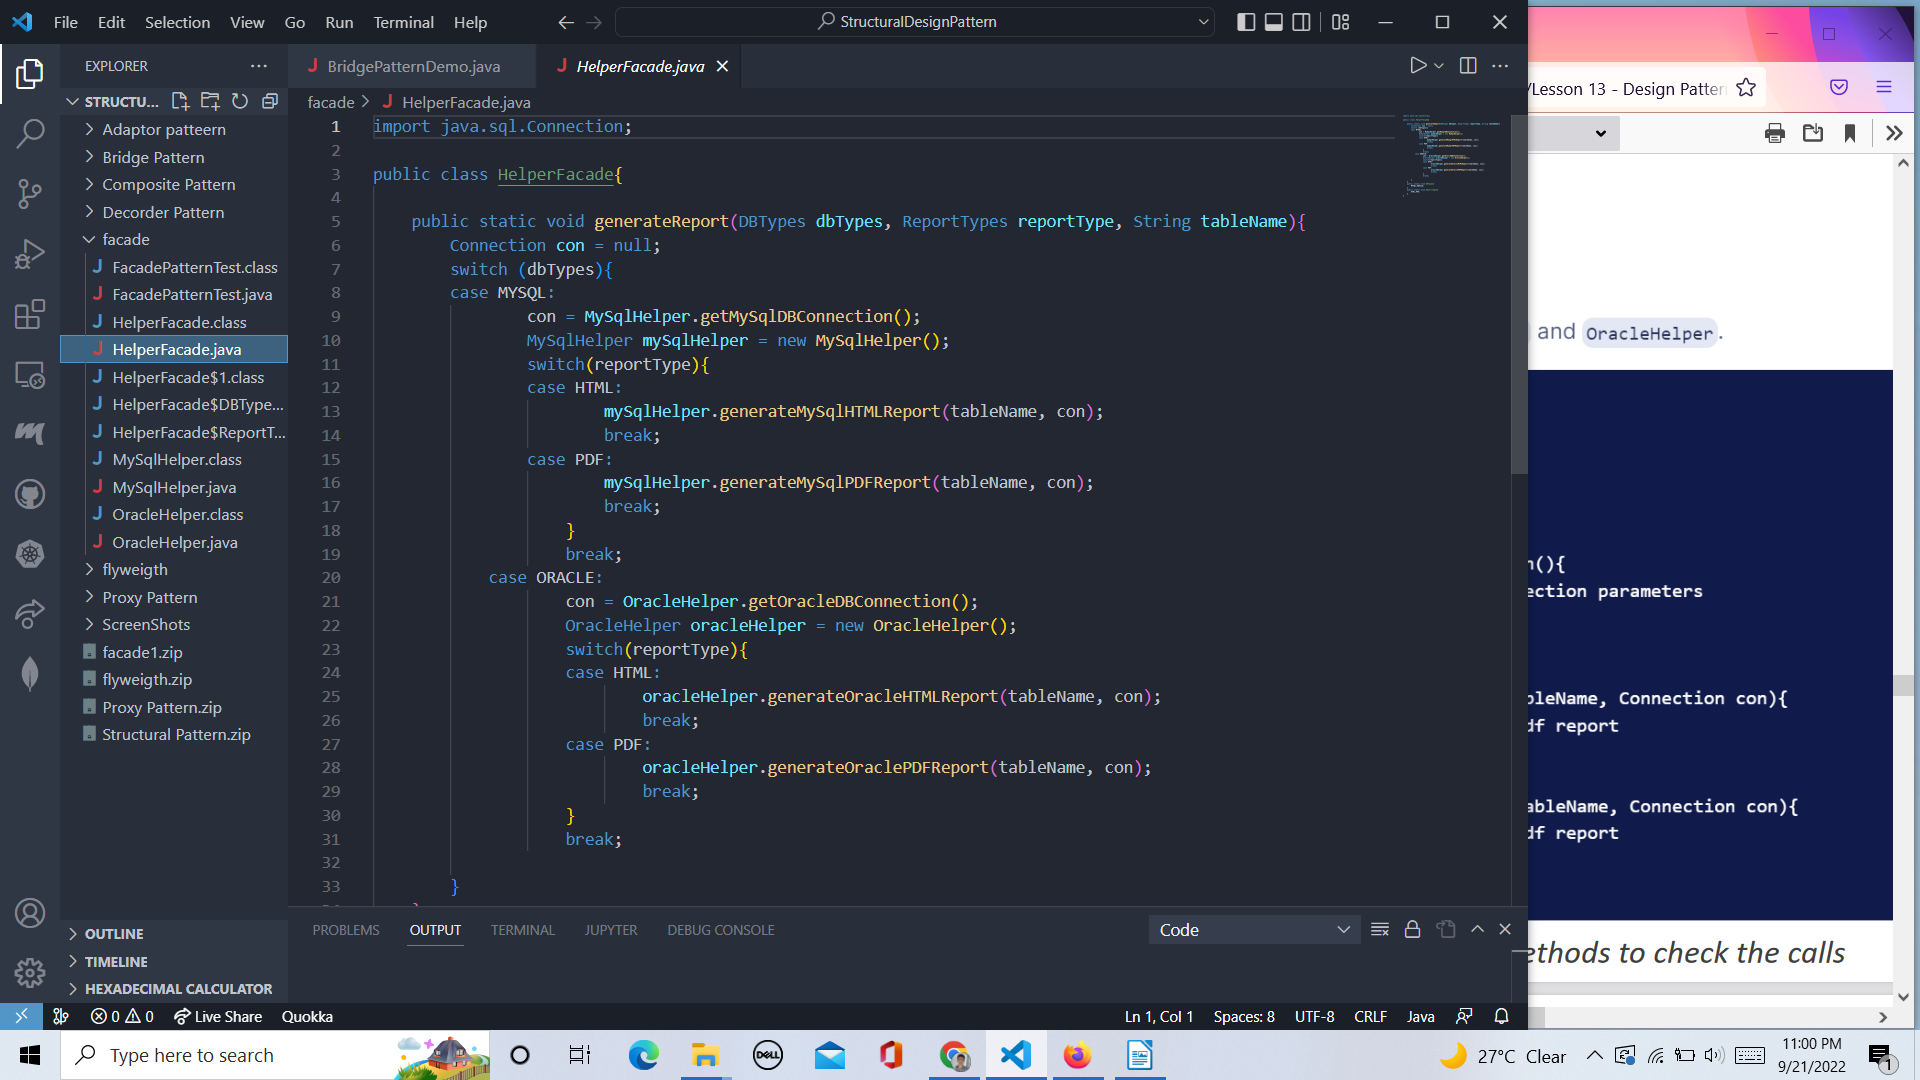 File Edit Selection View Go Run Terminal Help
StructuralDesignPattern
EXPLORER
STRUCTU...
Adaptor patteern
Bridge Pattern
Composite Pattern
Decorder Pattern
facade
FacadePatternTest.class
FacadePatternTest.java
HelperFacade.class
HelperFacade.java
HelperFacade$1.class
HelperFacade$DBType...
HelperFacade$ReportT...
MySqlHelper.class
MySqlHelper.java
OracleHelper.class
OracleHelper.java
flyweigth
Proxy Pattern
ScreenShots
facade1.zip
flyweigth.zip
Proxy Pattern.zip
Structural Pattern.zip
OUTLINE
TIMELINE
HEXADECIMAL CALCULATOR
J BridgePatternDemo.java J HelperFacade.java
facade > J HelperFacade.java
1 import java.sql.Connection;
2
3 public class HelperFacade{
4
5 public static void generateReport(DBTypes dbTypes, ReportTypes reportType, String tableName){
6 Connection con = null;
7 switch (dbTypes){
8 case MYSQL:
9 con = MySqlHelper.getMySqlDBConnection();
10 MySqlHelper mySqlHelper = new MySqlHelper();
11 switch(reportType){
12 case HTML:
13 mySqlHelper.generateMySqlHTMLReport(tableName, con);
14 break;
15 case PDF:
16 mySqlHelper.generateMySqlPDFReport(tableName, con);
17 break;
18 }
19 break;
20 case ORACLE:
21 con = OracleHelper.getOracleDBConnection();
22 OracleHelper oracleHelper = new OracleHelper();
23 switch(reportType){
24 case HTML:
25 oracleHelper.generateOracleHTMLReport(tableName, con);
26 break;
27 case PDF:
28 oracleHelper.generateOraclePDFReport(tableName, con);
29 break;
30 }
31 break;
32
33 }
PROBLEMS OUTPUT TERMINAL JUPYTER DEBUG CONSOLE
Code
0 0 Live Share Quokka
Ln 1, Col 1 Spaces: 8 UTF-8 CRLF Java
/Lesson 13 - Design Patter
and OracleHelper.
n(){
ection parameters
bleName, Connection con){
df report
ableName, Connection con){
df report
ethods to check the calls
Type here to search
DELL
27°C Clear
11:00 PM
9/21/2022
1